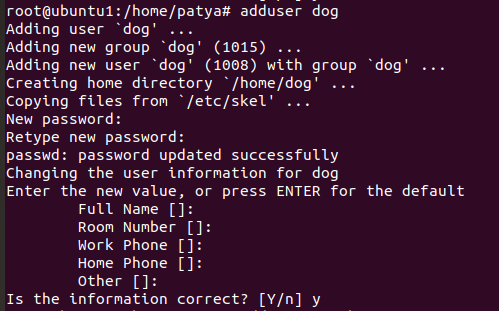 root@ubuntu1:/home/patya# adduser dog
Adding user `dog' ...
Adding new group `dog' (1015) ...
Adding new user `dog' (1008) with group `dog' ...
Creating home directory `/home/dog' ...
Copying files from `/etc/skel' ...
New password:
Retype new password:
passwd: password updated successfully
Changing the user information for dog
Enter the new value, or press ENTER for the default
Full Name []:
Room Number []:
Work Phone []:
Home Phone []:
Other []:
Is the information correct? [Y/n] y